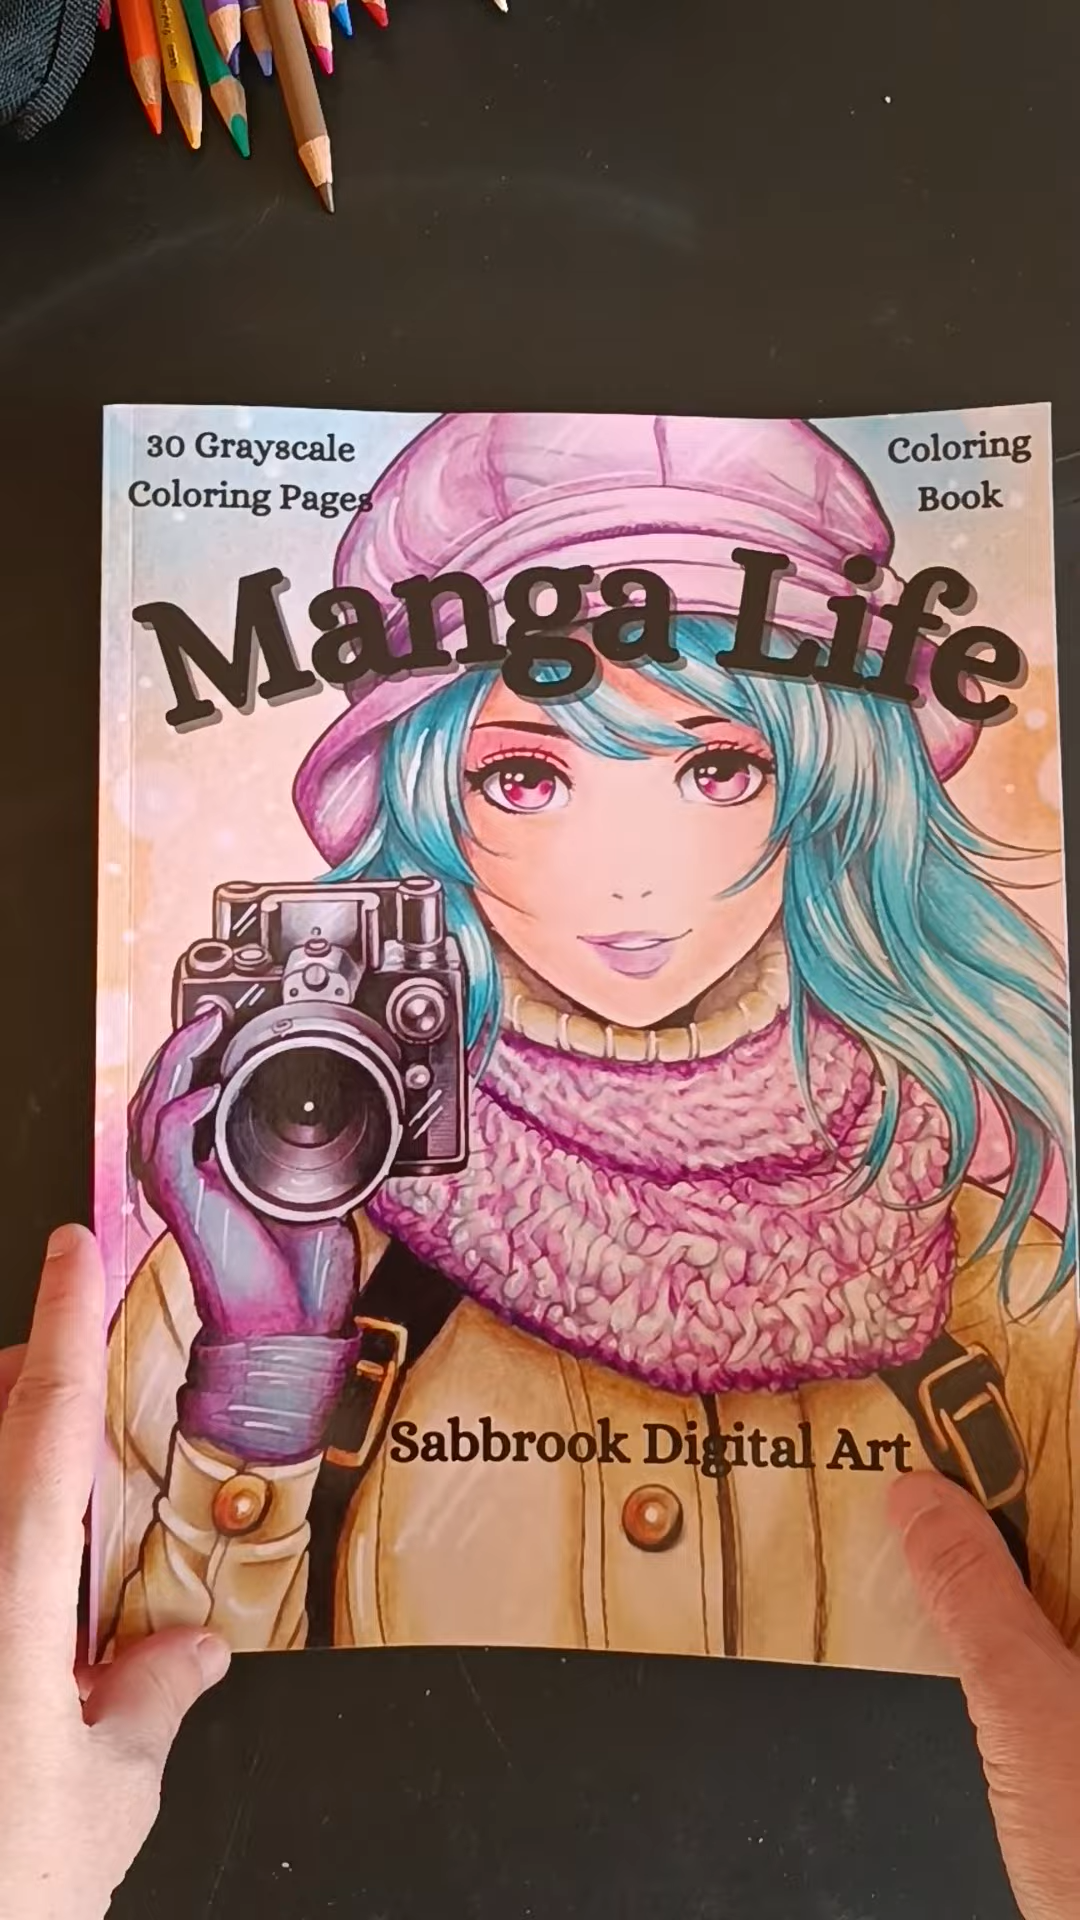 30 Grayscale
Coloring Pages
Coloring
Book
Manga Life
Sabbrook Digital Art